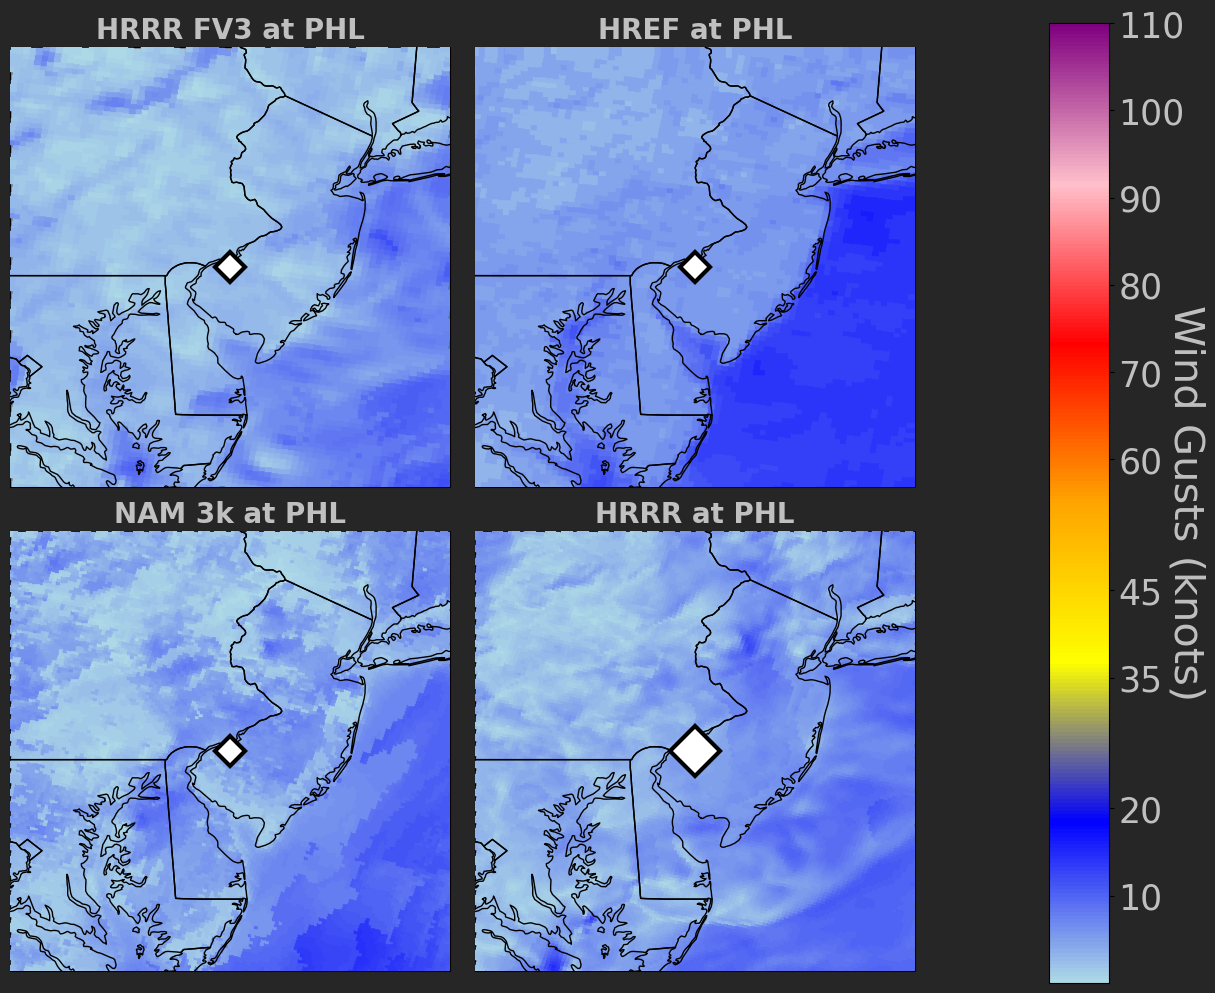 HRRR FV3 at PHL
HREF at PHL
NAM 3k at PHL
HRRR at PHL
110
100
90
80
70
60
45
35
20
10
Wind Gusts (knots)